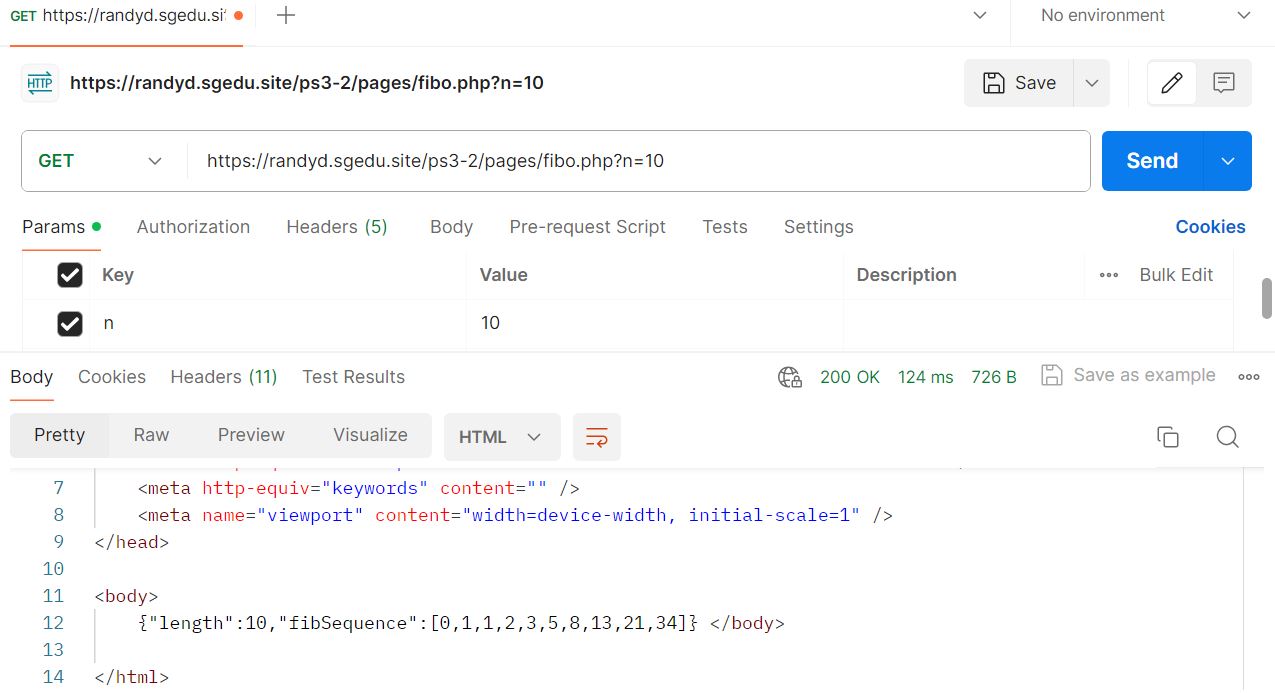 GET https://randyd.sgedu.si
No environment
HTTP https://randyd.sgedu.site/ps3-2/pages/fibo.php?n=10
Save
GET https://randyd.sgedu.site/ps3-2/pages/fibo.php?n=10 Send
Params Authorization Headers (5) Body Pre-request Script Tests Settings Cookies
Key Value Description Bulk Edit
n 10
Body Cookies Headers (11) Test Results 200 OK 124 ms 726 B Save as example
Pretty Raw Preview Visualize HTML
7 <meta http-equiv="keywords" content="" />
8 <meta name="viewport" content="width=device-width, initial-scale=1" />
9 </head>
10
11 <body>
12 {"length":10,"fibSequence":[0,1,1,2,3,5,8,13,21,34]} </body>
13
14 </html>